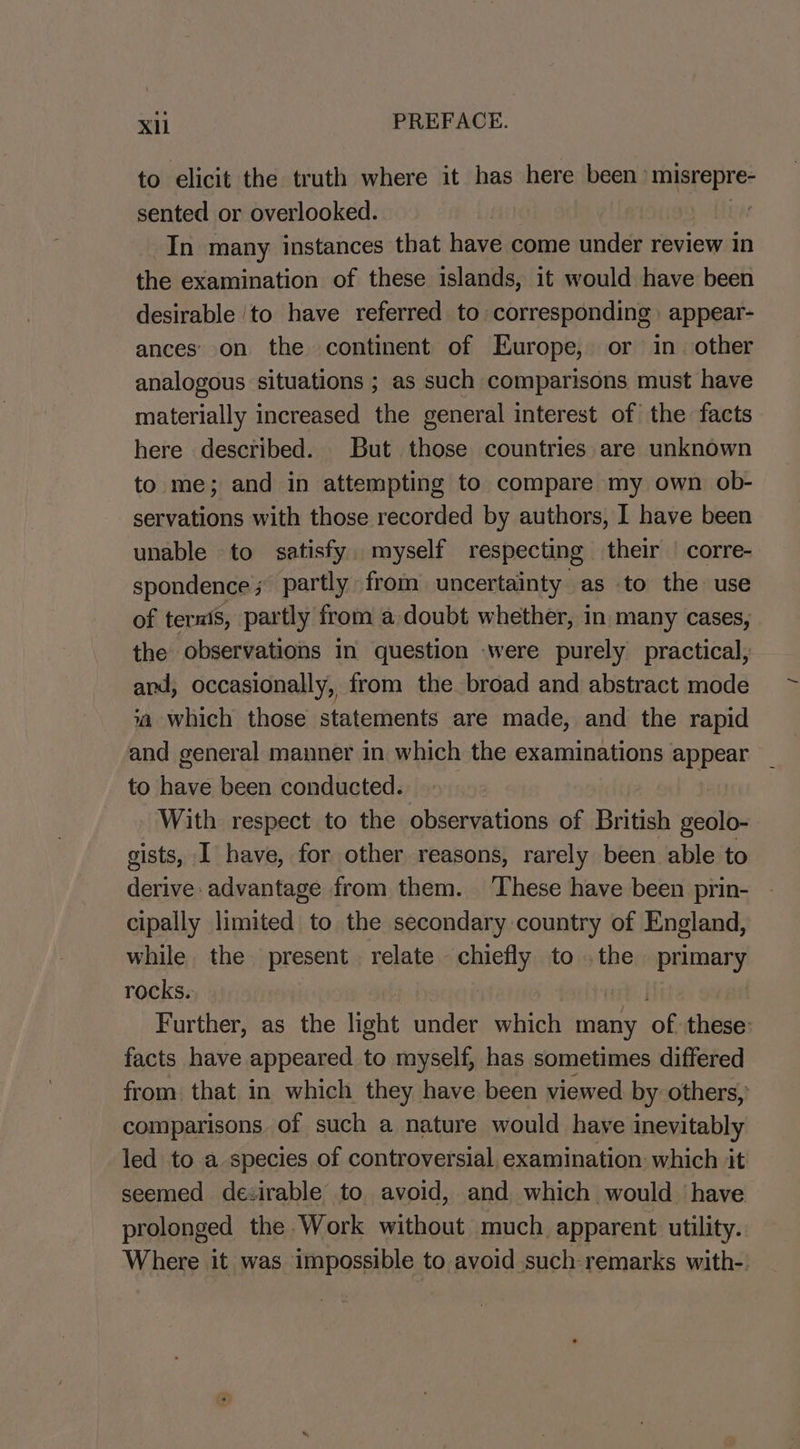 xii PREFACE.
to elicit the truth where it has here been misrepre-
sented or overlooked.
In many instances that have come under review in
the examination of these islands, it would have been
desirable to have referred to corresponding appear-
ances on the continent of Europe, or in other
analogous situations; as such comparisons must have
materially increased the general interest of the facts
here described. But those countries are unknown
to me; and in attempting to compare my own ob-
servations with those recorded by authors, I have been
unable to satisfy myself respecting their corre-
spondence; partly from uncertainty as to the use
of terms, partly from a doubt whether, in many cases,
the observations in question were purely practical,
and, occasionally, from the broad and abstract mode
in which those statements are made, and the rapid
and general manner in which the examinations appear
to have been conducted.
With respect to the observations of British geolo-
gists, I have, for other reasons, rarely been able to
derive advantage from them. These have been prin-
cipally limited to the secondary country of England,
while the present relate chiefly to the primary
rocks.
Further, as the light under which many of these
facts have appeared to myself, has sometimes differed
from that in which they have been viewed by others,
comparisons of such a nature would have inevitably
led to a species of controversial examination which it
seemed desirable to avoid, and which would have
prolonged the Work without much apparent utility.
Where it was impossible to avoid such remarks with-